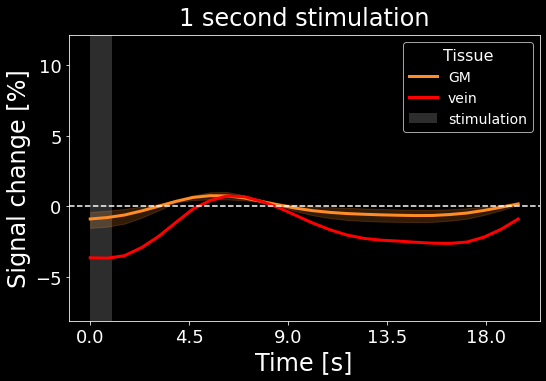 1 second stimulation
Signal change [%]
10
5
0
−5
Tissue
GM
vein
stimulation
0.0 4.5 9.0 13.5 18.0
Time [s]